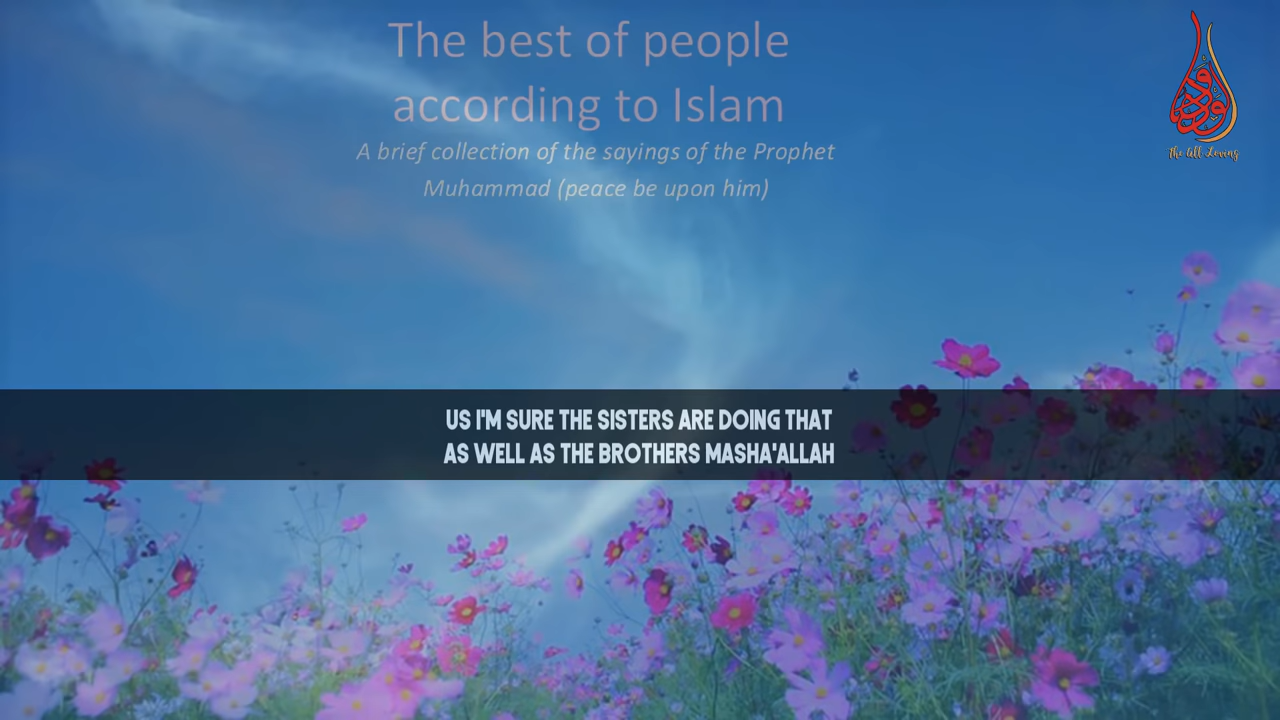 The best of people
according to Islam
A brief collection of the sayings of the Prophet
Muhammad (peace be upon him)
الودود
The All Loving
US I'M SURE THE SISTERS ARE DOING THAT
AS WELL AS THE BROTHERS MASHA'ALLAH